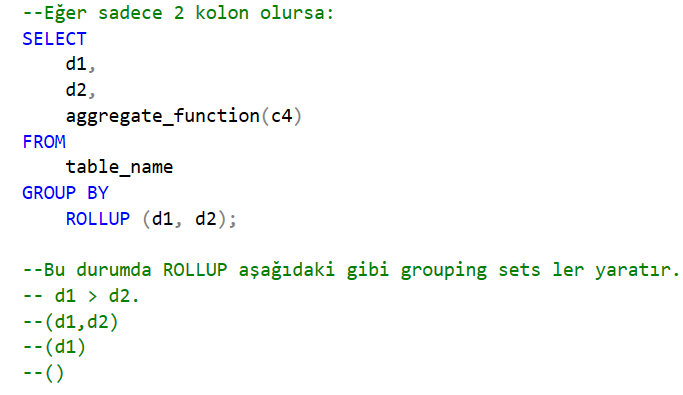 --Eğer sadece 2 kolon olursa:
SELECT
    d1,
    d2,
    aggregate_function(c4)
FROM
    table_name
GROUP BY
    ROLLUP (d1, d2);

--Bu durumda ROLLUP aşağıdaki gibi grouping sets ler yaratır.
-- d1 > d2.
--(d1,d2)
--(d1)
--()